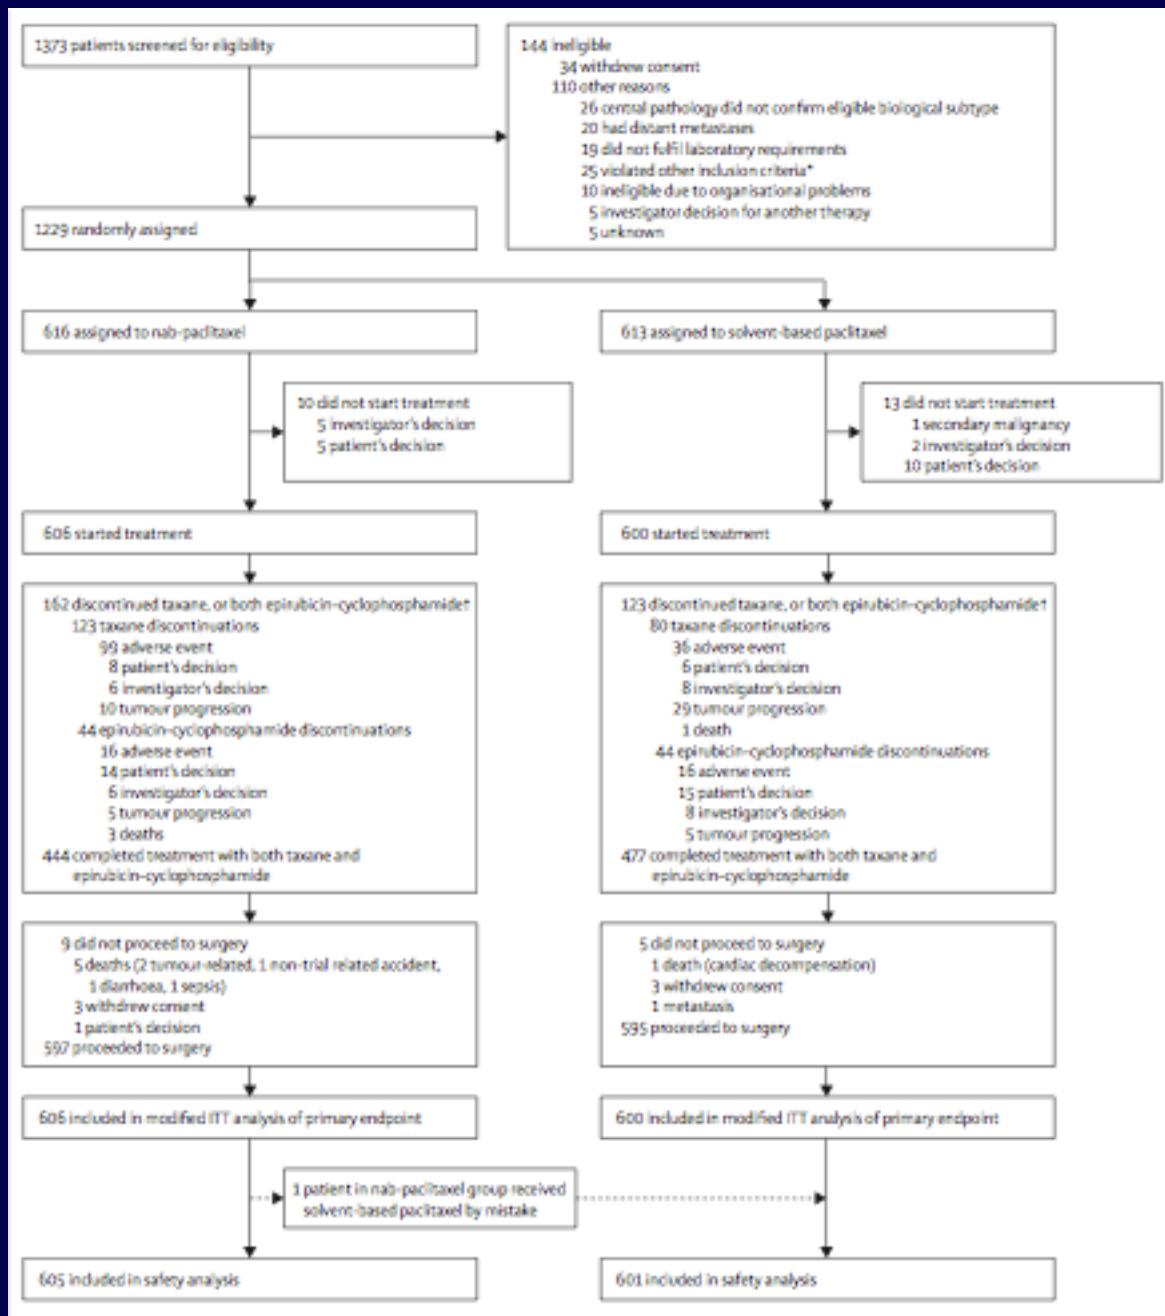 1373 patients screened for eligibility
144 ineligible
34 withdrew consent
110 other reasons
26 central pathology did not confirm eligible biological subtype
20 had distant metastases
19 did not fulfil laboratory requirements
25 violated other inclusion criteria*
10 ineligible due to organisational problems
5 investigator decision for another therapy
5 unknown
1229 randomly assigned
616 assigned to nab-paclitaxel
613 assigned to solvent-based paclitaxel
10 did not start treatment
5 investigator's decision
5 patient's decision
13 did not start treatment
1 secondary malignancy
2 investigator's decision
10 patient's decision
606 started treatment
600 started treatment
162 discontinued taxane, or both epirubicin-cyclophosphamide†
123 taxane discontinuations
99 adverse event
8 patient's decision
6 investigator's decision
10 tumour progression
44 epirubicin-cyclophosphamide discontinuations
16 adverse event
14 patient's decision
6 investigator's decision
5 tumour progression
3 deaths
444 completed treatment with both taxane and
epirubicin-cyclophosphamide
123 discontinued taxane, or both epirubicin-cyclophosphamide†
80 taxane discontinuations
36 adverse event
6 patient's decision
8 investigator's decision
29 tumour progression
1 death
44 epirubicin-cyclophosphamide discontinuations
16 adverse event
15 patient's decision
8 investigator's decision
5 tumour progression
477 completed treatment with both taxane and
epirubicin-cyclophosphamide
9 did not proceed to surgery
5 deaths (2 tumour-related, 1 non-trial related accident,
1 diarrhoea, 1 sepsis)
3 withdrew consent
1 patient's decision
597 proceeded to surgery
5 did not proceed to surgery
1 death (cardiac decompensation)
3 withdrew consent
1 metastasis
595 proceeded to surgery
606 included in modified ITT analysis of primary endpoint
600 included in modified ITT analysis of primary endpoint
1 patient in nab-paclitaxel group received
solvent-based paclitaxel by mistake
605 included in safety analysis
601 included in safety analysis